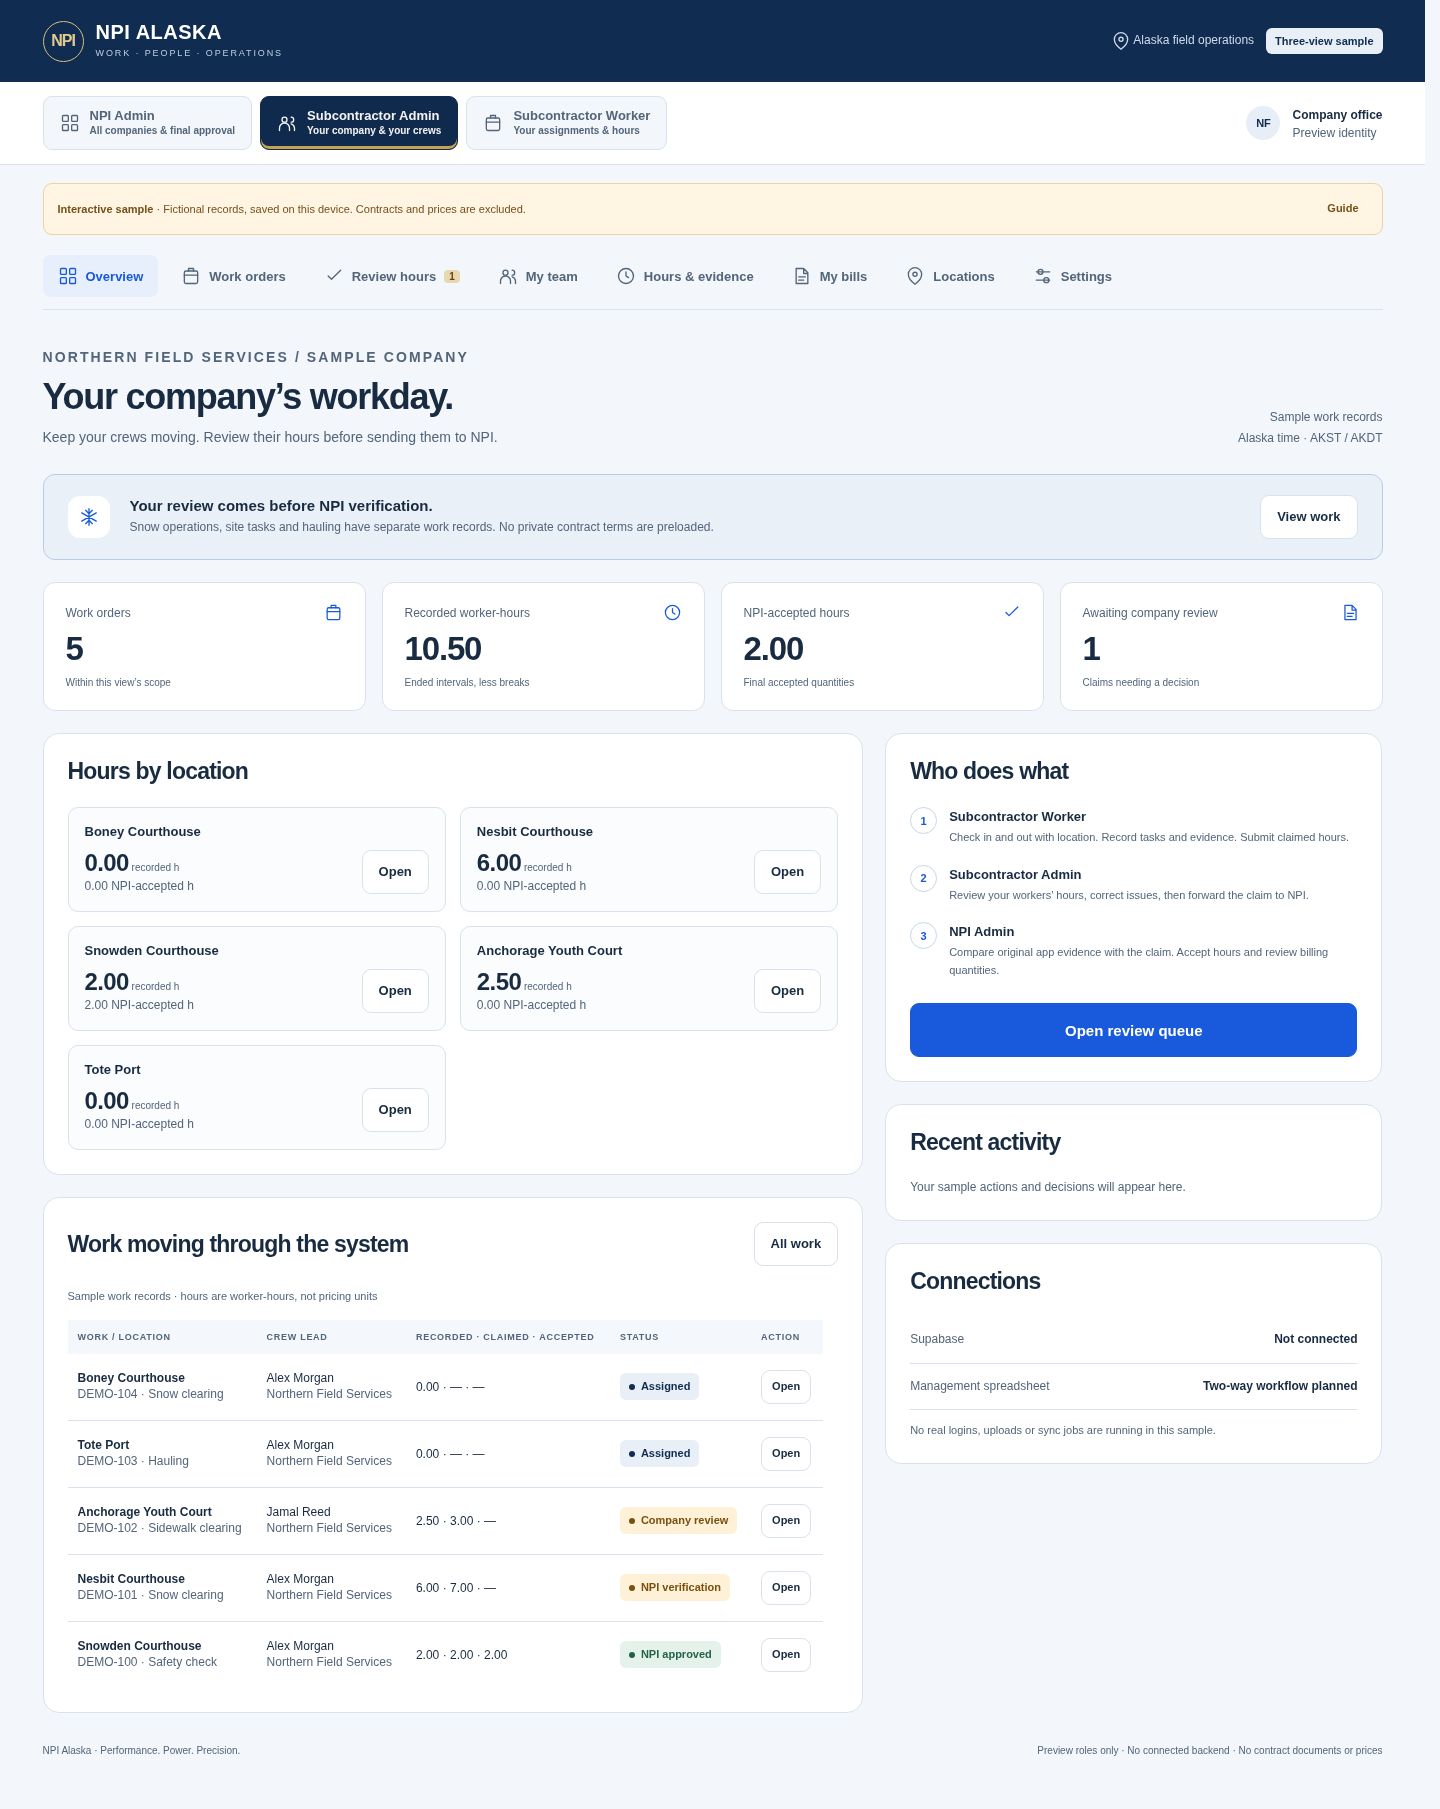 NPI
NPI ALASKA
WORK · PEOPLE · OPERATIONS
Alaska field operations
Three-view sample
NPI Admin
All companies & final approval
Subcontractor Admin
Your company & your crews
Subcontractor Worker
Your assignments & hours
NF
Company office
Preview identity
Interactive sample · Fictional records, saved on this device. Contracts and prices are excluded.
Guide
Overview
Work orders
Review hours 1
My team
Hours & evidence
My bills
Locations
Settings
NORTHERN FIELD SERVICES / SAMPLE COMPANY
Your company’s workday.
Keep your crews moving. Review their hours before sending them to NPI.
Sample work records
Alaska time · AKST / AKDT
Your review comes before NPI verification.
Snow operations, site tasks and hauling have separate work records. No private contract terms are preloaded.
View work
Work orders
5
Within this view's scope
Recorded worker-hours
10.50
Ended intervals, less breaks
NPI-accepted hours
2.00
Final accepted quantities
Awaiting company review
1
Claims needing a decision
Hours by location
Boney Courthouse
0.00 recorded h
0.00 NPI-accepted h
Open
Nesbit Courthouse
6.00 recorded h
0.00 NPI-accepted h
Open
Snowden Courthouse
2.00 recorded h
2.00 NPI-accepted h
Open
Anchorage Youth Court
2.50 recorded h
0.00 NPI-accepted h
Open
Tote Port
0.00 recorded h
0.00 NPI-accepted h
Open
Who does what
1
Subcontractor Worker
Check in and out with location. Record tasks and evidence. Submit claimed hours.
2
Subcontractor Admin
Review your workers’ hours, correct issues, then forward the claim to NPI.
3
NPI Admin
Compare original app evidence with the claim. Accept hours and review billing
quantities.
Open review queue
Recent activity
Your sample actions and decisions will appear here.
Connections
Supabase
Not connected
Management spreadsheet
Two-way workflow planned
No real logins, uploads or sync jobs are running in this sample.
Work moving through the system
All work
Sample work records · hours are worker-hours, not pricing units
WORK / LOCATION
CREW LEAD
RECORDED · CLAIMED · ACCEPTED
STATUS
ACTION
Boney Courthouse
DEMO-104 · Snow clearing
Alex Morgan
Northern Field Services
0.00 · — · —
Assigned
Open
Tote Port
DEMO-103 · Hauling
Alex Morgan
Northern Field Services
0.00 · — · —
Assigned
Open
Anchorage Youth Court
DEMO-102 · Sidewalk clearing
Jamal Reed
Northern Field Services
2.50 · 3.00 · —
Company review
Open
Nesbit Courthouse
DEMO-101 · Snow clearing
Alex Morgan
Northern Field Services
6.00 · 7.00 · —
NPI verification
Open
Snowden Courthouse
DEMO-100 · Safety check
Alex Morgan
Northern Field Services
2.00 · 2.00 · 2.00
NPI approved
Open
NPI Alaska · Performance. Power. Precision.
Preview roles only · No connected backend · No contract documents or prices